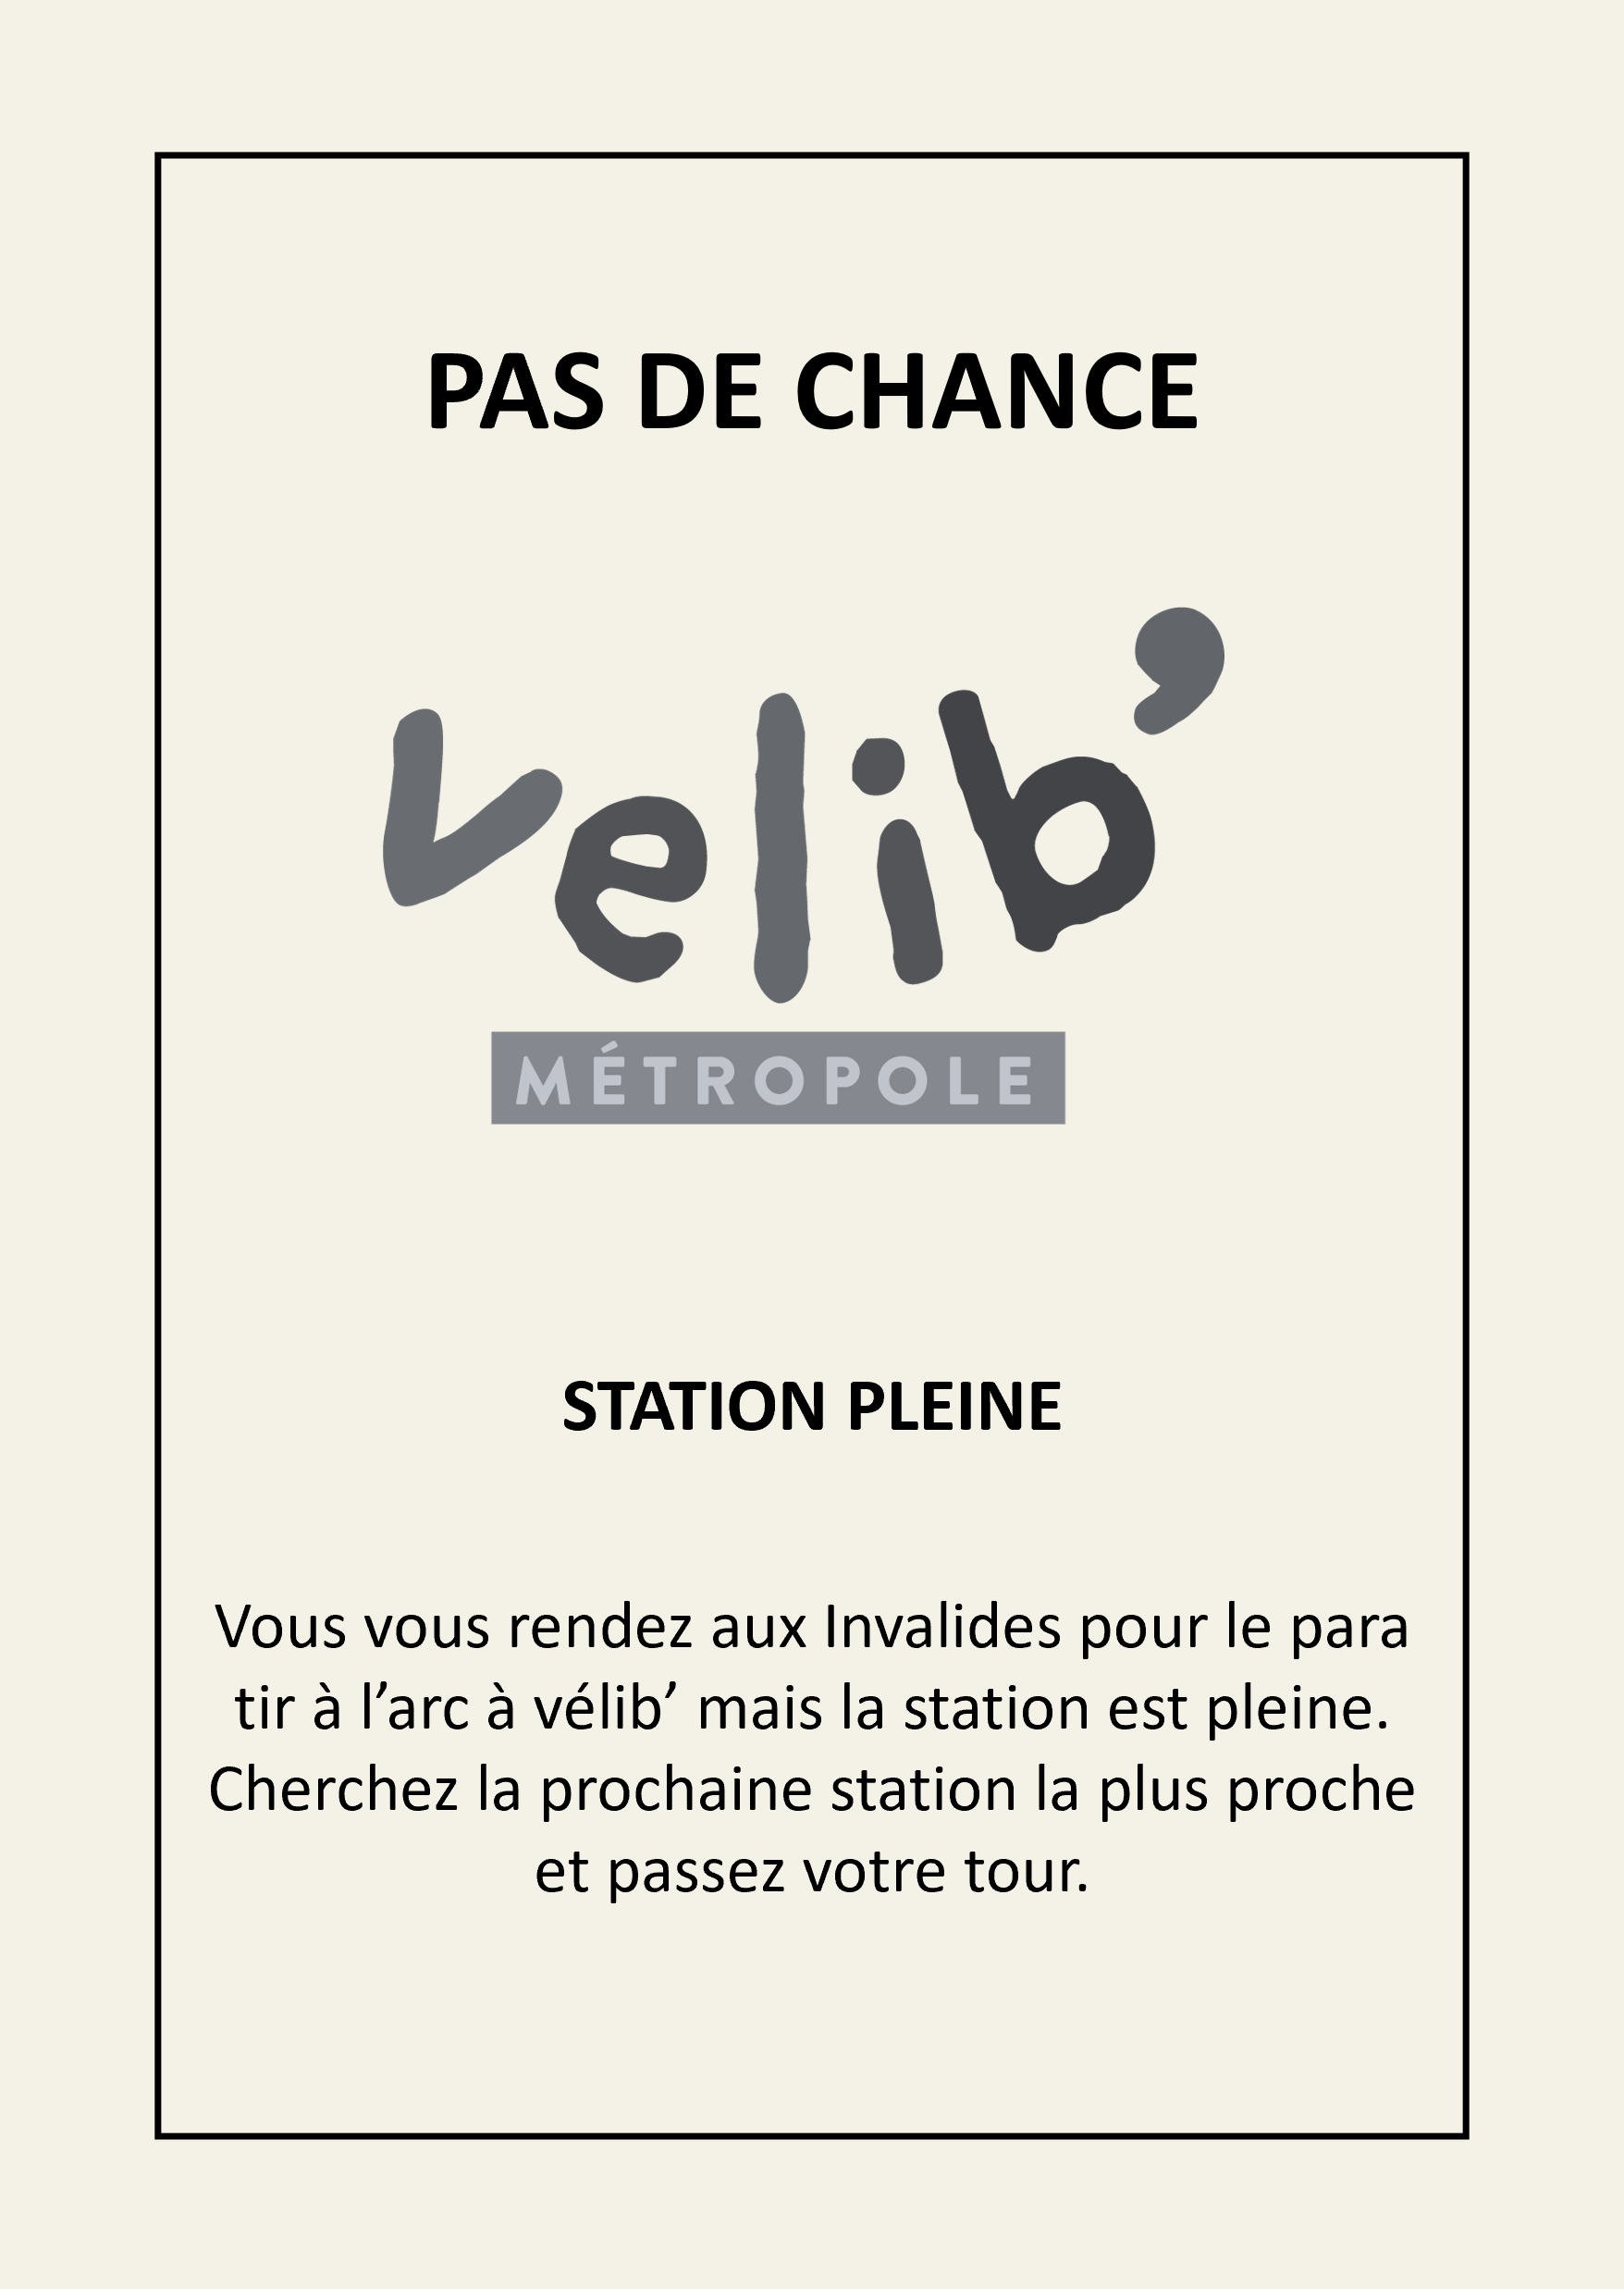 PAS DE CHANCE
velib’
MÉTROPOLE
STATION PLEINE
Vous vous rendez aux Invalides pour le para
tir à l’arc à vélib’ mais la station est pleine.
Cherchez la prochaine station la plus proche
et passez votre tour.